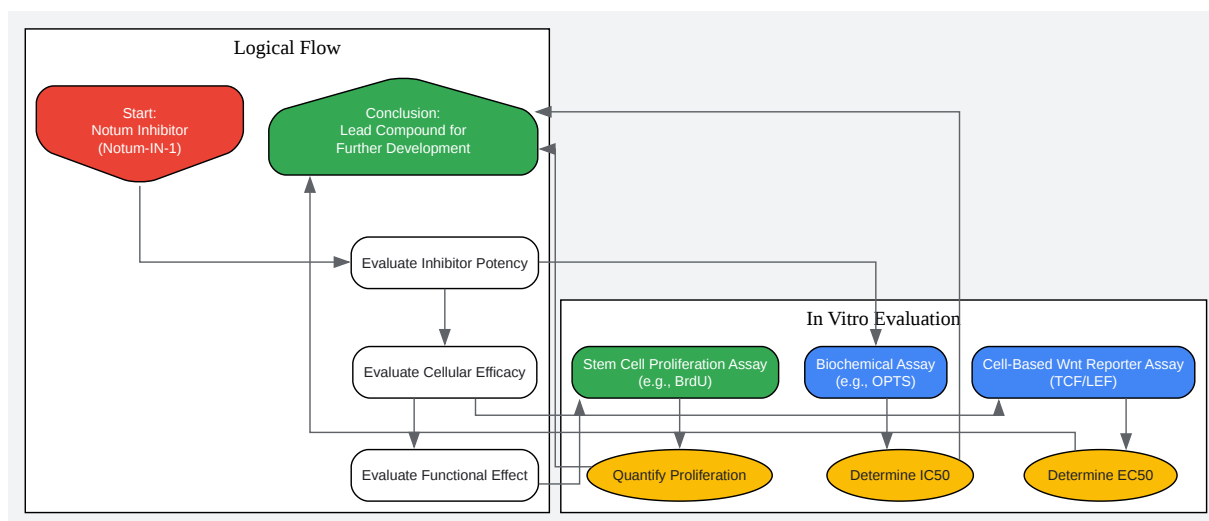 Logical Flow
Start:
Notum Inhibitor
(Notum-IN-1)
Conclusion:
Lead Compound for
Further Development
Evaluate Inhibitor Potency
Evaluate Cellular Efficacy
Evaluate Functional Effect
In Vitro Evaluation
Stem Cell Proliferation Assay
(e.g., BrdU)
Biochemical Assay
(e.g., OPTS)
Cell-Based Wnt Reporter Assay
(TCF/LEF)
Quantify Proliferation
Determine IC50
Determine EC50